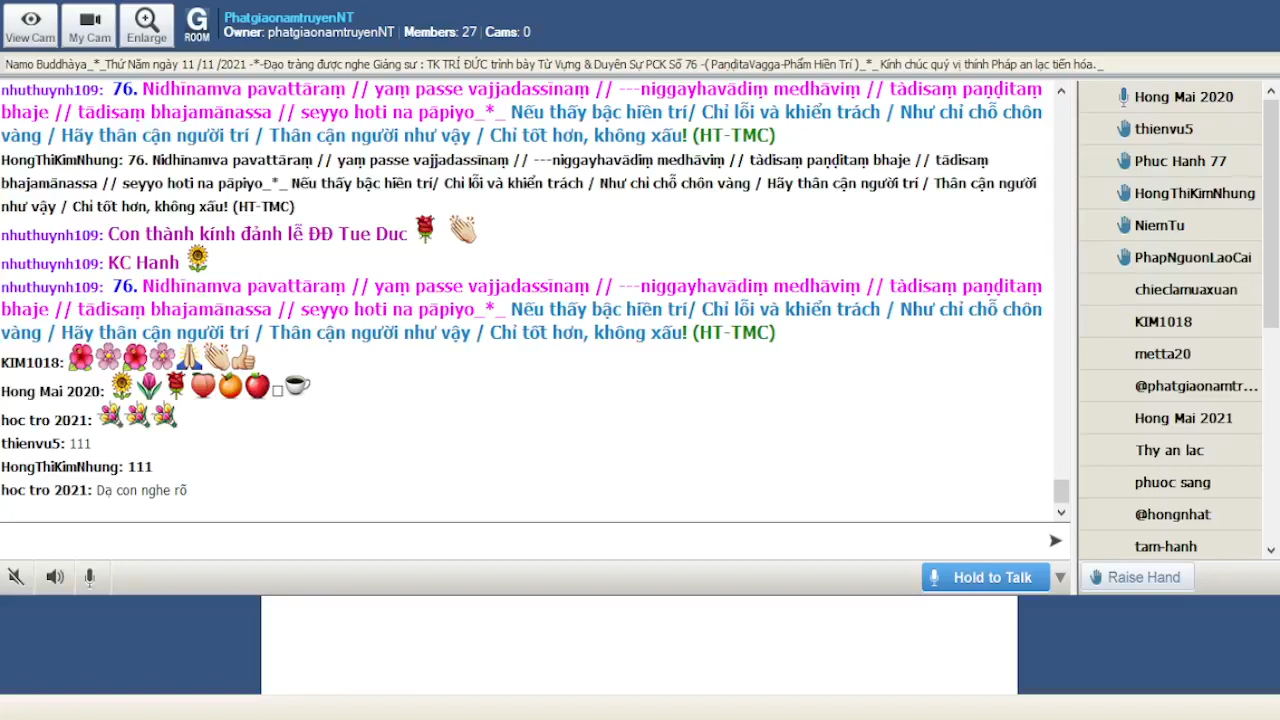 PhatgiaonamtruyenNT
Owner: phatgiaonamtruyenNT | Members: 27 | Cams: 0
View Cam
My Cam
Enlarge
G
ROOM
Namo Buddhàya_*_Thứ Năm ngày 11 /11 /2021 -*-Đạo tràng được nghe Giảng sư : TK TRÍ ĐỨC trình bày Từ Vựng & Duyên Sự PCK Số 76 -( PaṇḍitaVagga-Phẩm Hiền Trí )_*_ Kính chúc quý vị thính Pháp an lạc tiến hóa._
nhuthuynh109: 76. Nidhīnaṃva pavattāraṃ // yaṃ passe vajjadassīnaṃ // ---niggayhavādiṃ medhāviṃ // tàdisaṃ paṇḍitaṃ
bhaje // tādisaṃ bhajamānassa // seyyo hoti na pāpiyo_*_ Nếu thấy bậc hiền trí/ Chỉ lỗi và khiển trách / Như chỉ chỗ chôn
vàng / Hãy thân cận người trí / Thân cận người như vậy / Chỉ tốt hơn, không xấu! (HT-TMC)
HongThiKimNhung: 76. Nidhīnaṃva pavattāraṃ // yaṃ passe vajjadassīnaṃ // ---niggayhavādiṃ medhāviṃ // tàdisaṃ paṇḍitaṃ bhaje // tādisaṃ
bhajamānassa // seyyo hoti na pāpiyo_*_ Nếu thấy bậc hiền trí/ Chỉ lỗi và khiển trách / Như chỉ chỗ chôn vàng / Hãy thân cận người trí / Thân cận người
như vậy / Chỉ tốt hơn, không xấu! (HT-TMC)
nhuthuynh109: Con thành kính đảnh lễ ĐĐ Tue Duc
nhuthuynh109: KC Hanh
nhuthuynh109: 76. Nidhīnaṃva pavattāraṃ // yaṃ passe vajjadassīnaṃ // ---niggayhavādiṃ medhāviṃ // tàdisaṃ paṇḍitaṃ
bhaje // tādisaṃ bhajamānassa // seyyo hoti na pāpiyo_*_ Nếu thấy bậc hiền trí/ Chỉ lỗi và khiển trách / Như chỉ chỗ chôn
vàng / Hãy thân cận người trí / Thân cận người như vậy / Chỉ tốt hơn, không xấu! (HT-TMC)
KIM1018:
Hong Mai 2020:
hoc tro 2021:
thienvu5: 111
HongThiKimNhung: 111
hoc tro 2021: Dạ con nghe rõ
Hold to Talk
Hong Mai 2020
thienvu5
Phuc Hanh 77
HongThiKimNhung
NiemTu
PhapNguonLaoCai
chieclamuaxuan
KIM1018
metta20
@phatgiaonamtr...
Hong Mai 2021
Thy an lac
phuoc sang
@hongnhat
tam-hanh
Raise Hand